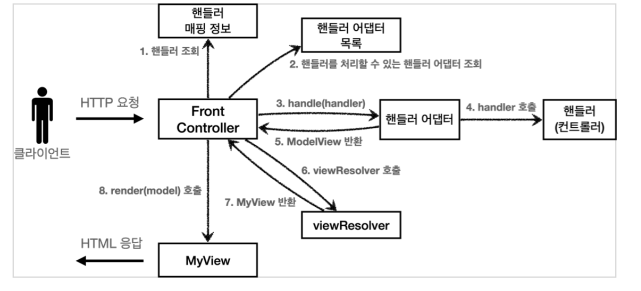 핸들러
매핑 정보
핸들러 어댑터
목록
1. 핸들러 조회
2. 핸들러를 처리할 수 있는 핸들러 어댑터 조회
HTTP 요청
클라이언트
Front
Controller
3. handle(handler)
핸들러 어댑터
4. handler 호출
핸들러
(컨트롤러)
5. ModelView 반환
6. viewResolver 호출
7. MyView 반환
viewResolver
8. render(model) 호출
HTML 응답
MyView